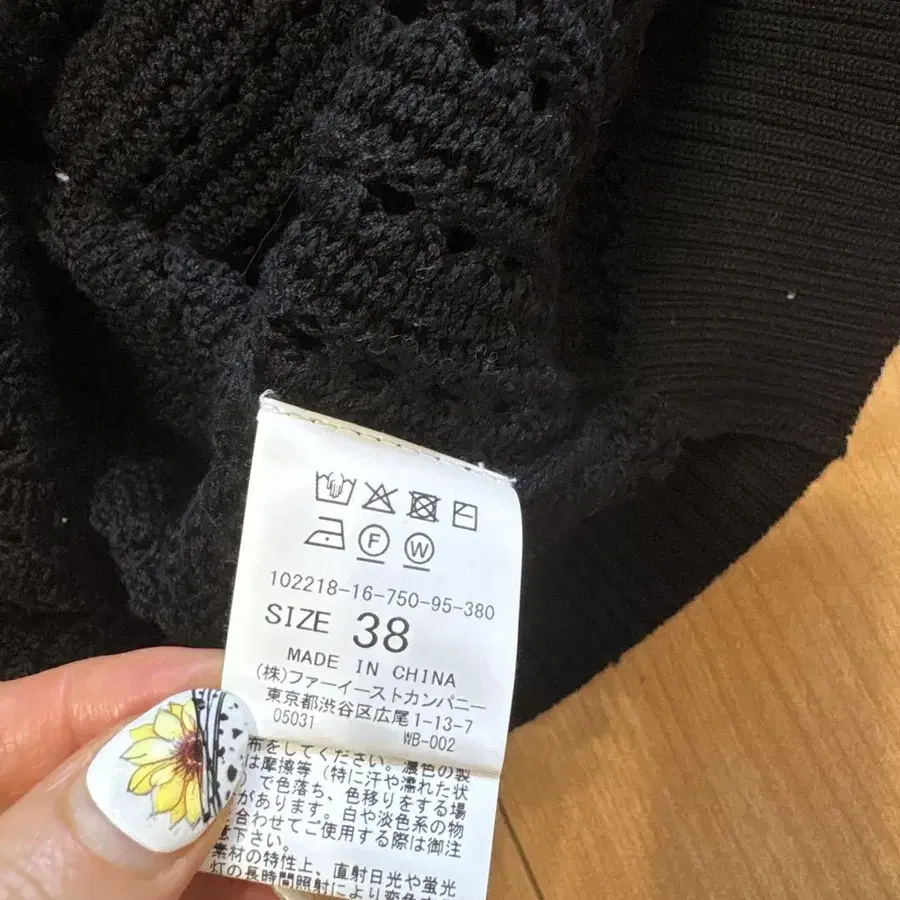 F W
102218-16-750-95-380
SIZE 38
MADE IN CHINA
(株)ファーイーストカンパニー
東京都渋谷区広尾1-13-7
05031 WB-002
布をしてください。濃色の製
は摩擦等(特に汗や濡れた状
で色落ち、色移りをする場
があります。白や淡色系の物
と合わせてご使用する際は御注
意下さい。
素材の特性上、直射日光や蛍光
灯の長時間照射により変色す